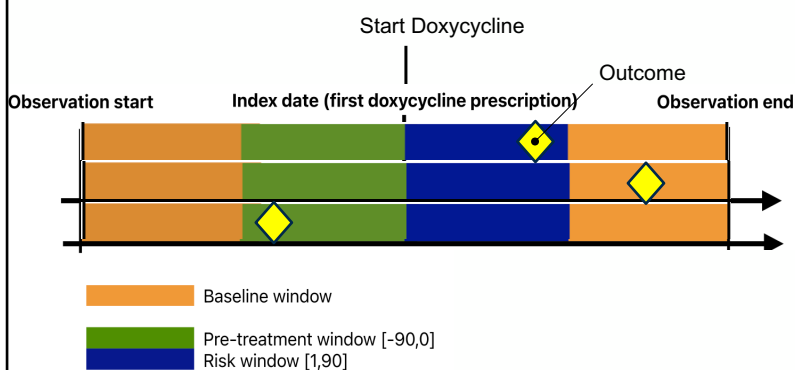 Start Doxycycline
Outcome
Observation start
Index date (first doxycycline prescription)
Observation end
Baseline window
Pre-treatment window [-90,0]
Risk window [1,90]